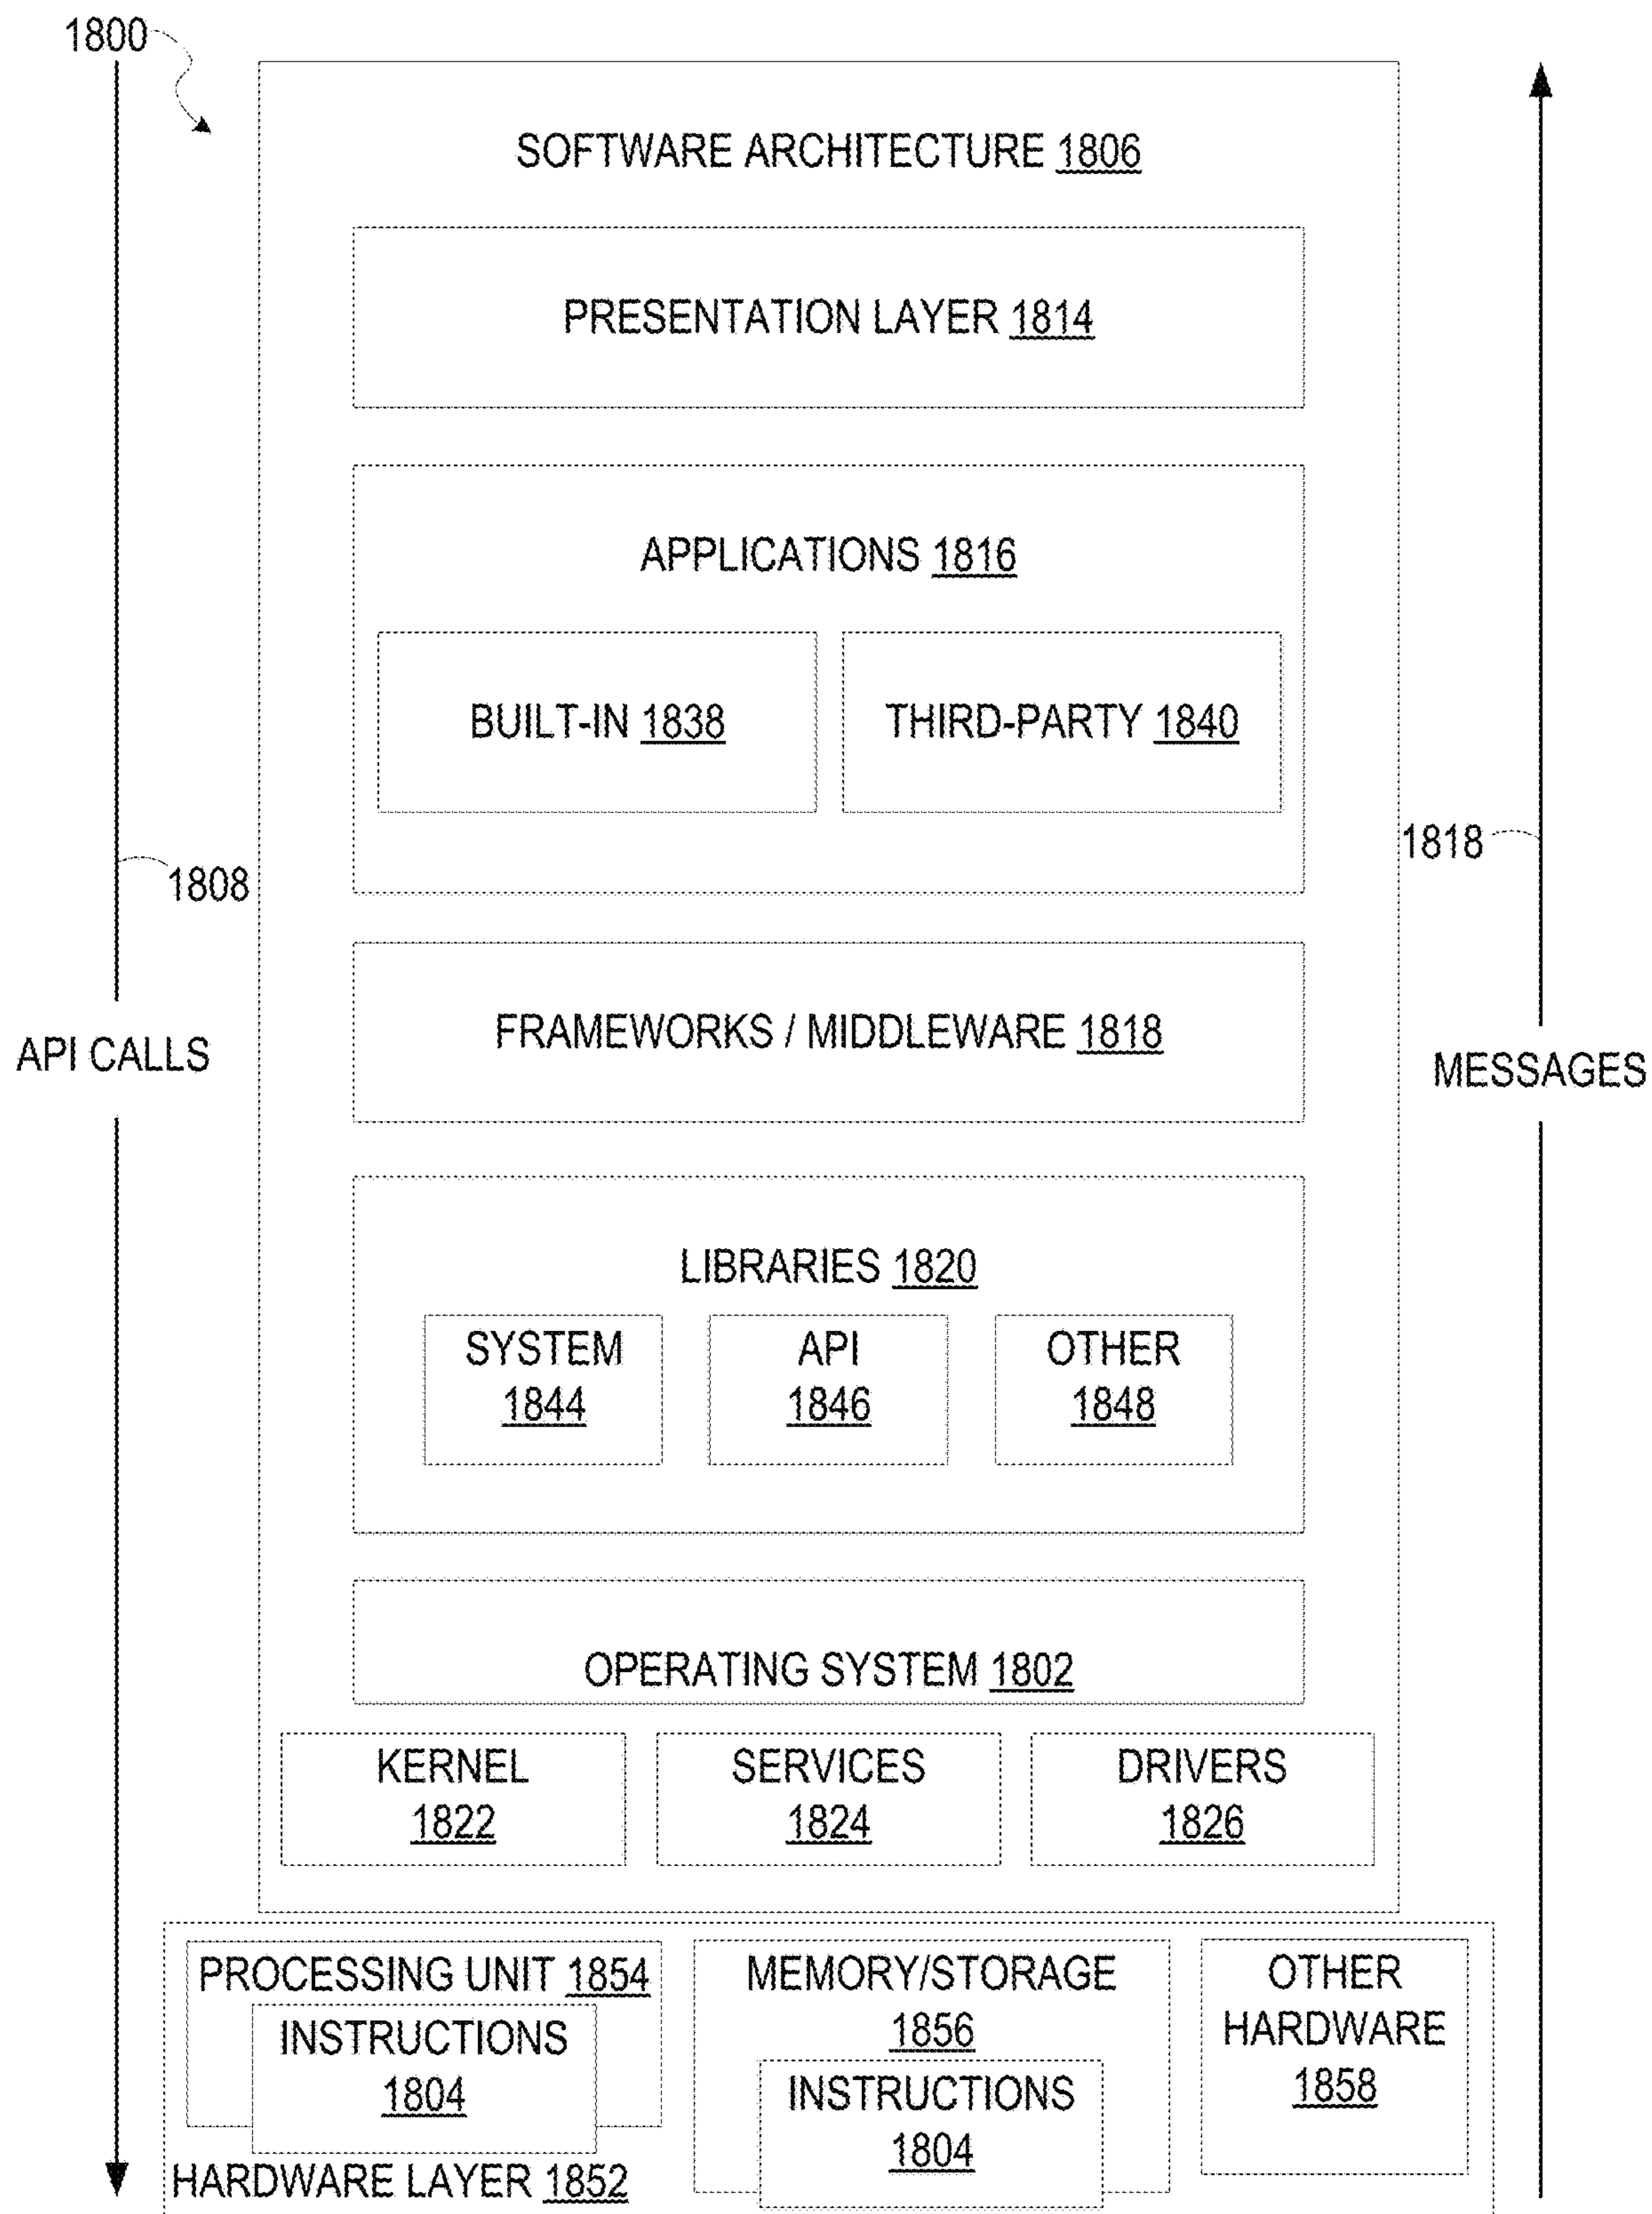 1800
SOFTWARE ARCHITECTURE 1806
PRESENTATION LAYER 1814
APPLICATIONS 1816
BUILT-IN 1838
THIRD-PARTY 1840
1808
1818
FRAMEWORKS / MIDDLEWARE 1818
API CALLS
MESSAGES
LIBRARIES 1820
SYSTEM
1844
API
1846
OTHER
1848
OPERATING SYSTEM 1802
KERNEL
1822
SERVICES
1824
DRIVERS
1826
PROCESSING UNIT 1854
INSTRUCTIONS
1804
MEMORY/STORAGE
1856
INSTRUCTIONS
1804
OTHER
HARDWARE
1858
HARDWARE LAYER 1852